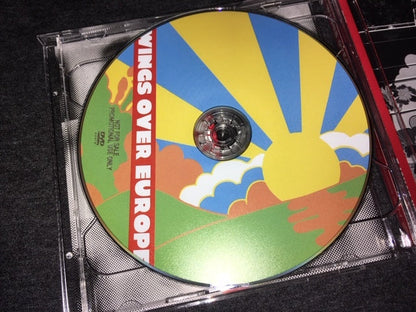 WINGS OVER EUROPE
NOT FOR SALE
PROMOTIONAL USE ONLY
DVD